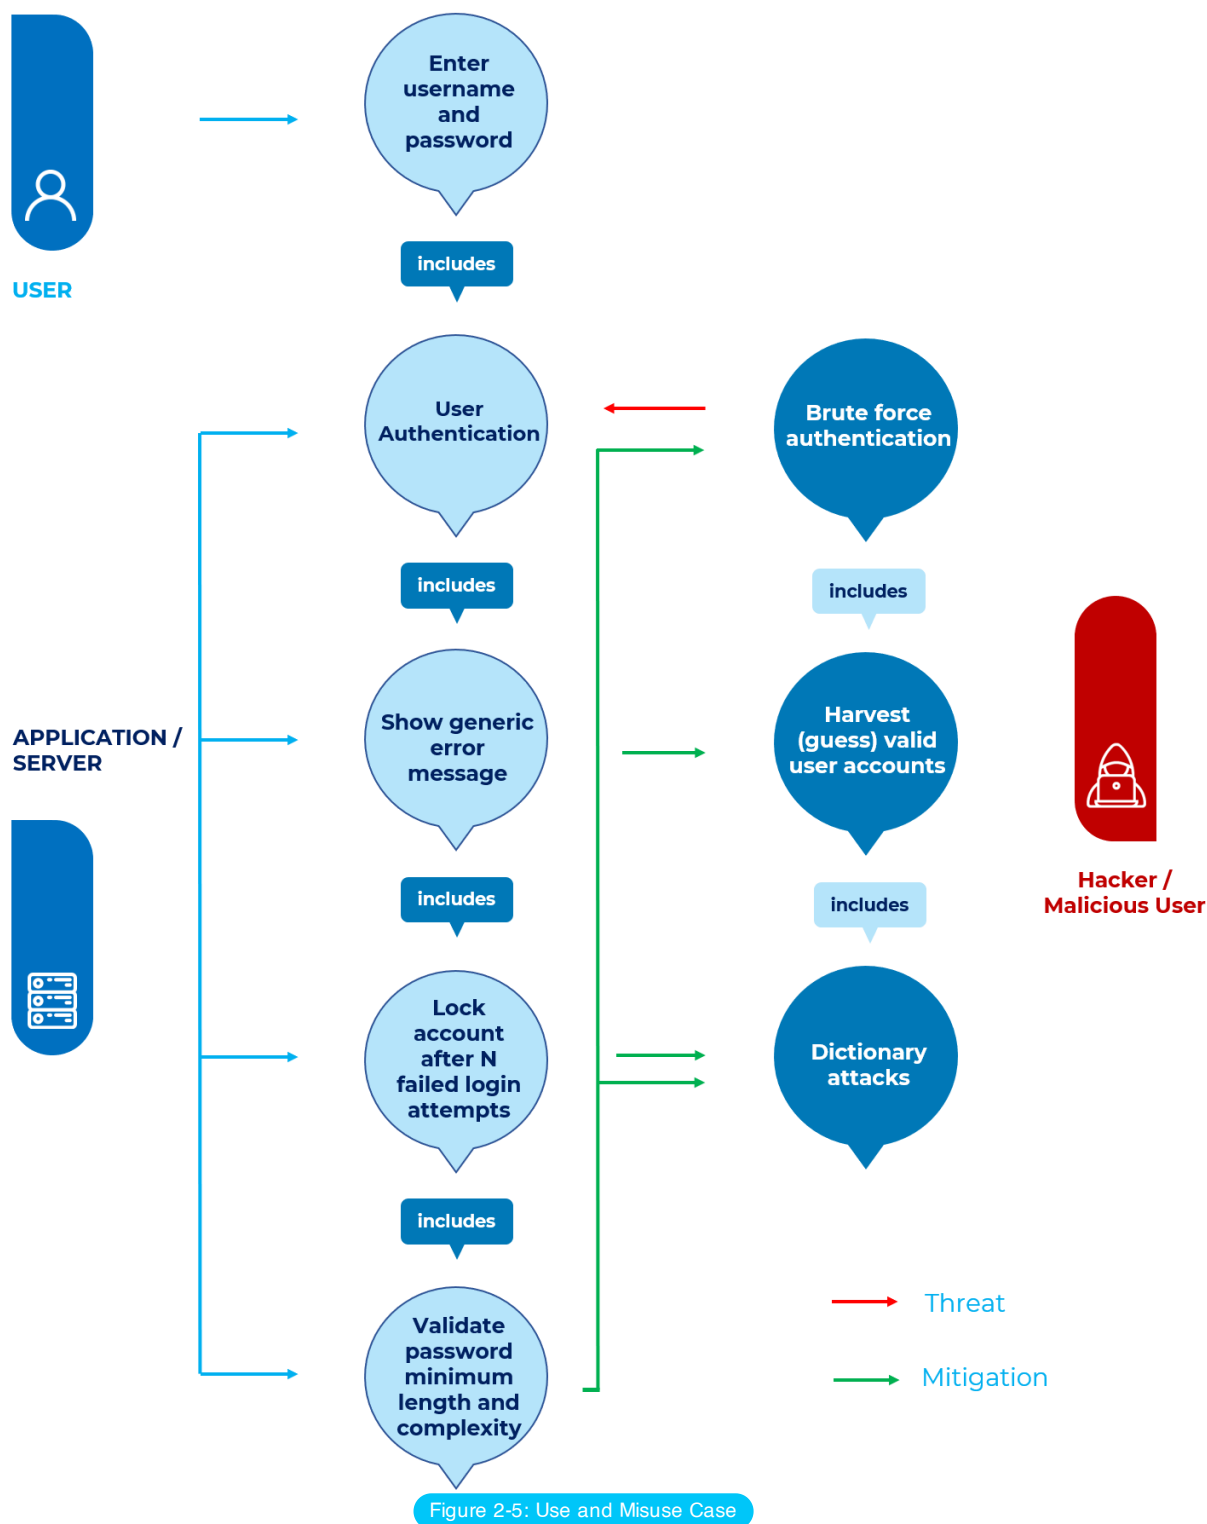 Enter
username
and
password
includes
USER
User
Authentication
Brute force
authentication
includes
includes
Show generic
error
message
Harvest
(guess) valid
user accounts
APPLICATION /
SERVER
includes
includes
Hacker /
Malicious User
Lock
account
after N
failed login
attempts
Dictionary
attacks
includes
Validate
password
minimum
length and
complexity
Threat
Mitigation
Figure 2-5: Use and Misuse Case